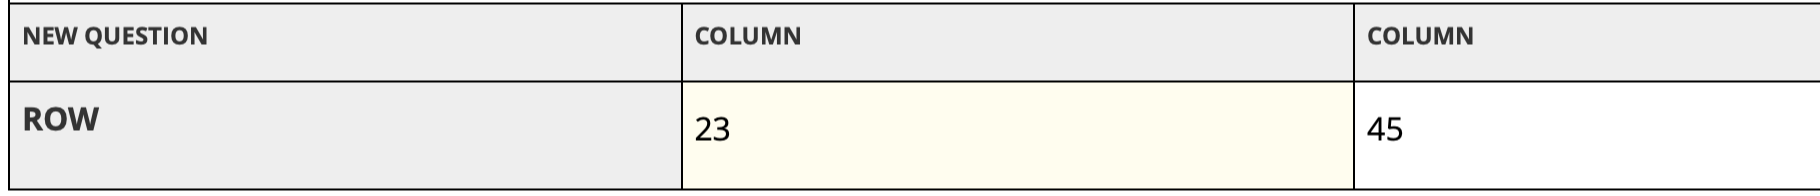 NEW QUESTION COLUMN COLUMN
ROW 23 45